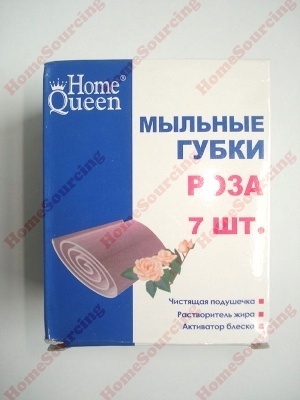 Home®
Queen
МЫЛЬНЫЕ
ГУБКИ
РОЗА
7 ШТ.
Чистящая подушечка
Растворитель жира
Активатор блеска
HomeSourcing